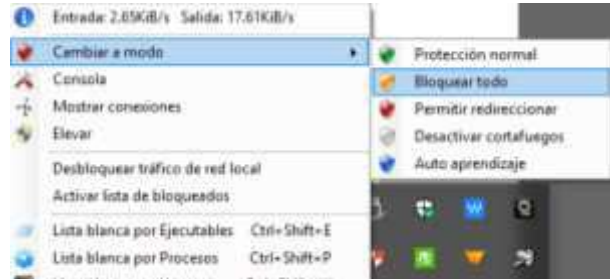 Entrada: 2.65KiB/s Salida: 17.61KiB/s
Cambiar a modo
Consola
Mostrar conexiones
Elevar
Desbloquear tráfico de red local
Activar lista de bloqueados
Lista blanca por Ejecutables Ctrl+Shift+E
Lista blanca por Procesos Ctrl+Shift+P
Protección normal
Bloquear todo
Permitir redireccionar
Desactivar cortafuegos
Auto aprendizaje